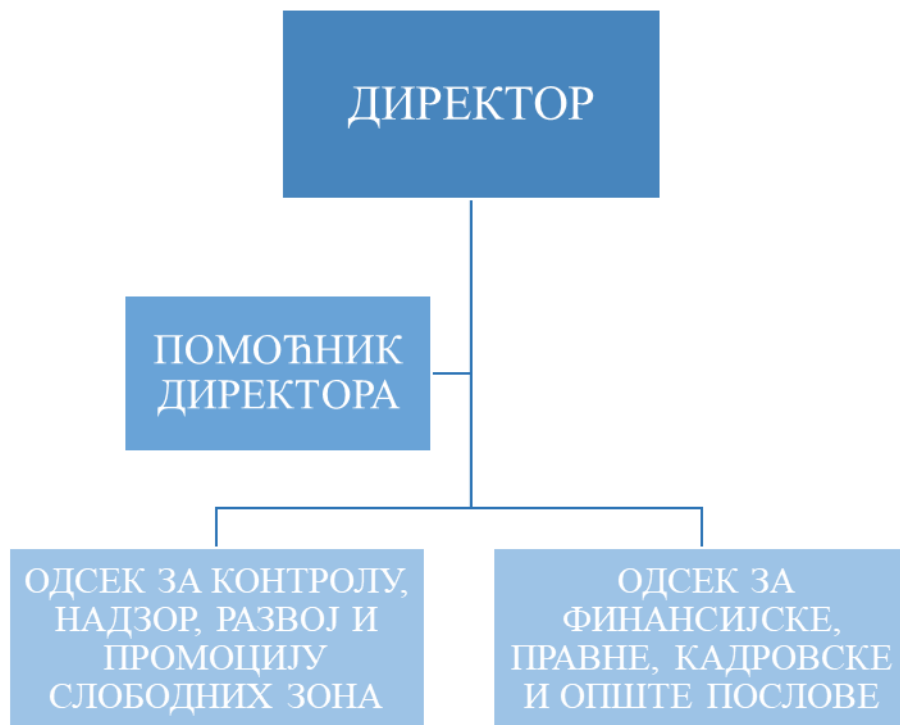 ДИРЕКТОР
ПОМОЋНИК
ДИРЕКТОРА
ОДСЕК ЗА КОНТРОЛУ,
НАДЗОР, РАЗВОЈ И
ПРОМОЦИЈУ
СЛОБОДНИХ ЗОНА
ОДСЕК ЗА
ФИНАНСИЈСКЕ,
ПРАВНЕ, КАДРОВСКЕ
И ОПШТЕ ПОСЛОВЕ